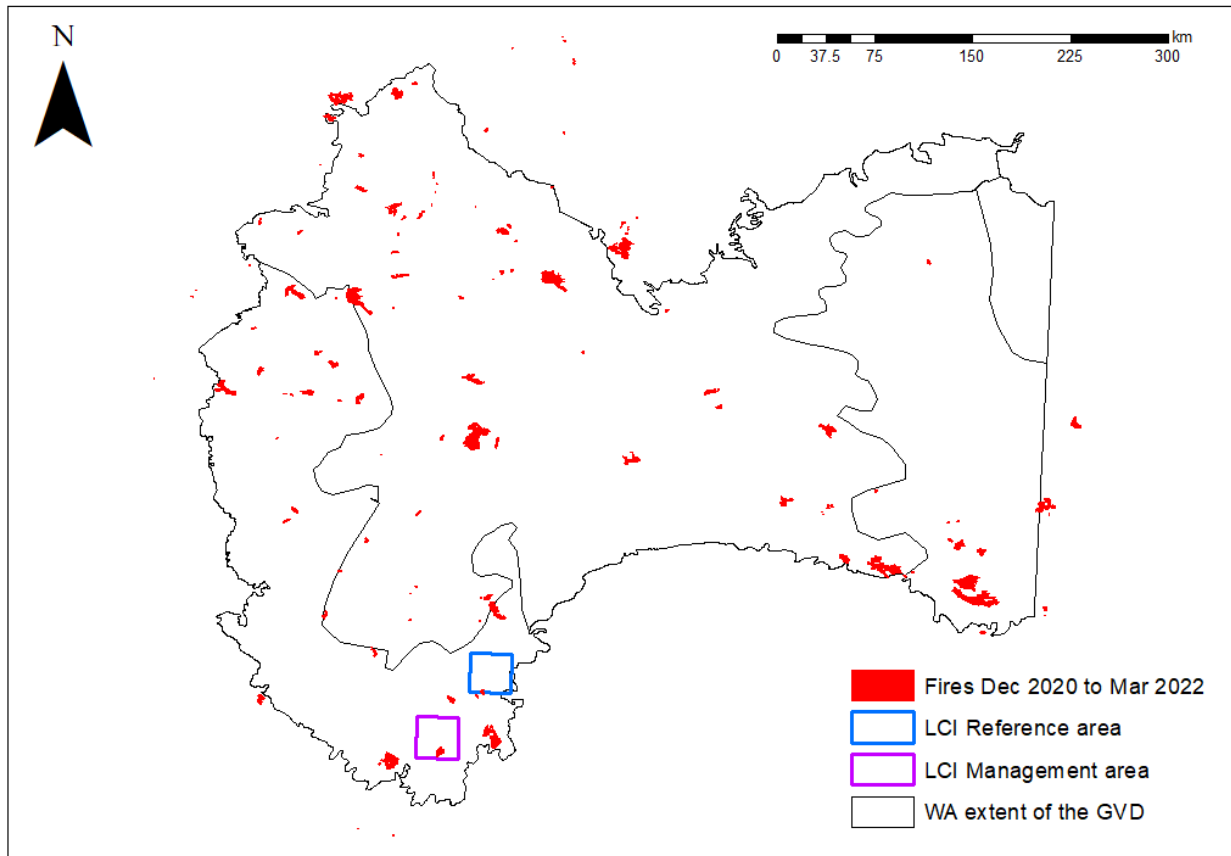 N
km
0 37.5 75 150 225 300
Fires Dec 2020 to Mar 2022
LCI Reference area
LCI Management area
WA extent of the GVD